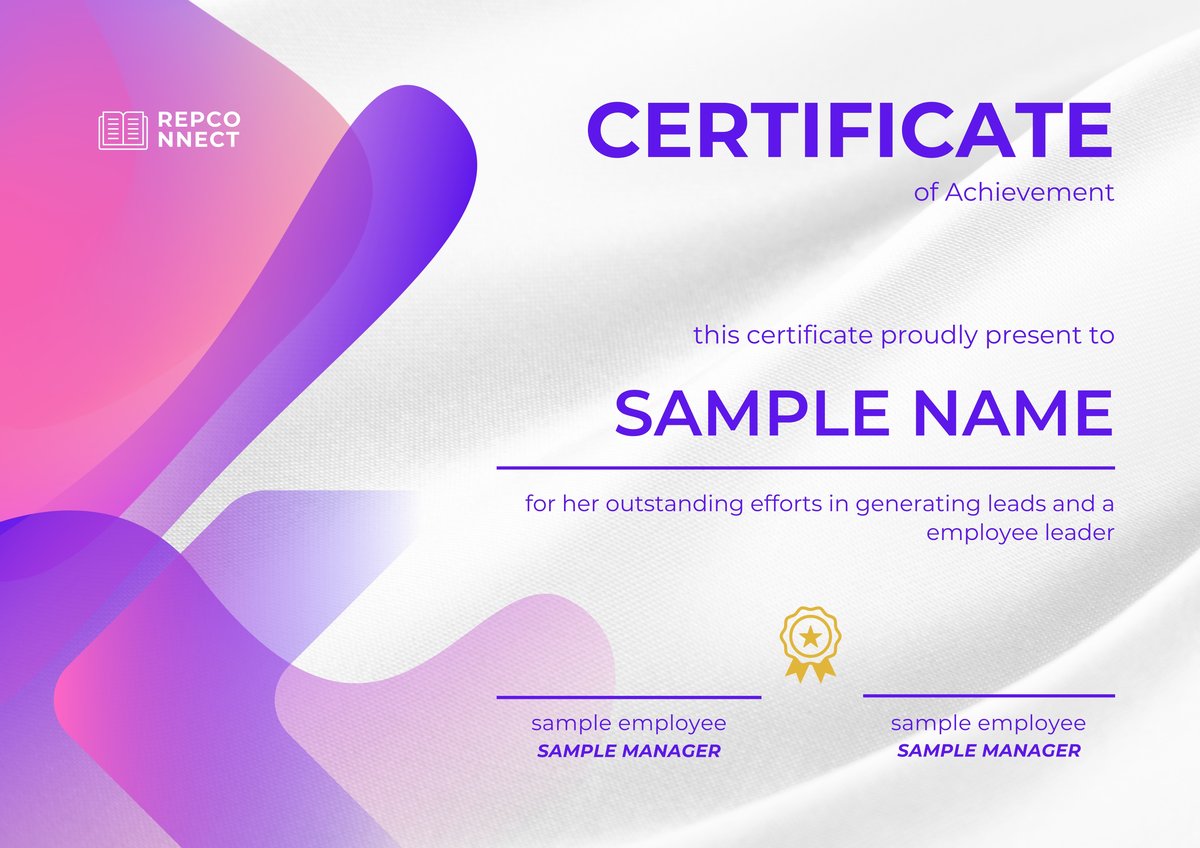 REPCO
NNECT
CERTIFICATE
of Achievement
this certificate proudly present to
SAMPLE NAME
for her outstanding efforts in generating leads and a
employee leader
sample employee
SAMPLE MANAGER
sample employee
SAMPLE MANAGER